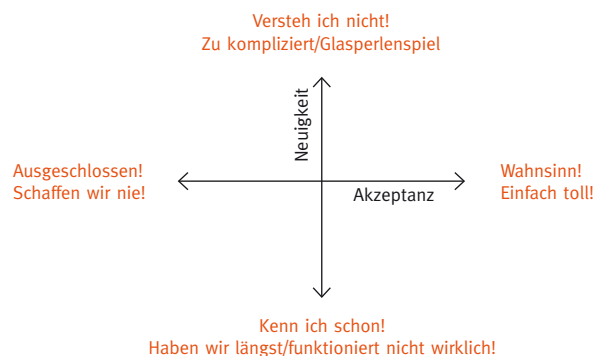 Versteh ich nicht!
Zu kompliziert/Glasperlenspiel
Neuigkeit
Ausgeschlossen!
Schaffen wir nie!
Akzeptanz
Wahnsinn!
Einfach toll!
Kenn ich schon!
Haben wir längst/funktioniert nicht wirklich!